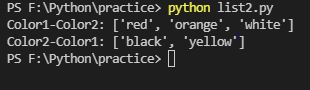 PS F:\Python\practice> python list2.py
Color1-Color2: ['red', 'orange', 'white']
Color2-Color1: ['black', 'yellow']
PS F:\Python\practice>